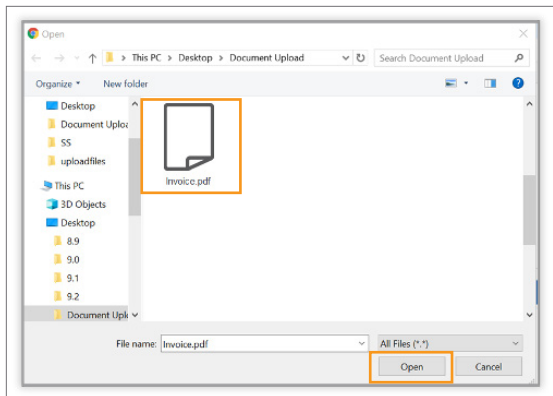 Open
This PC > Desktop > Document Upload
Search Document Upload
Organize
New folder
Desktop
Document Uploa
SS
uploadfiles
This PC
3D Objects
Desktop
8.9
9.0
9.1
9.2
Document Uplo
Invoice.pdf
File name: Invoice.pdf
All Files (*.*)
Open
Cancel